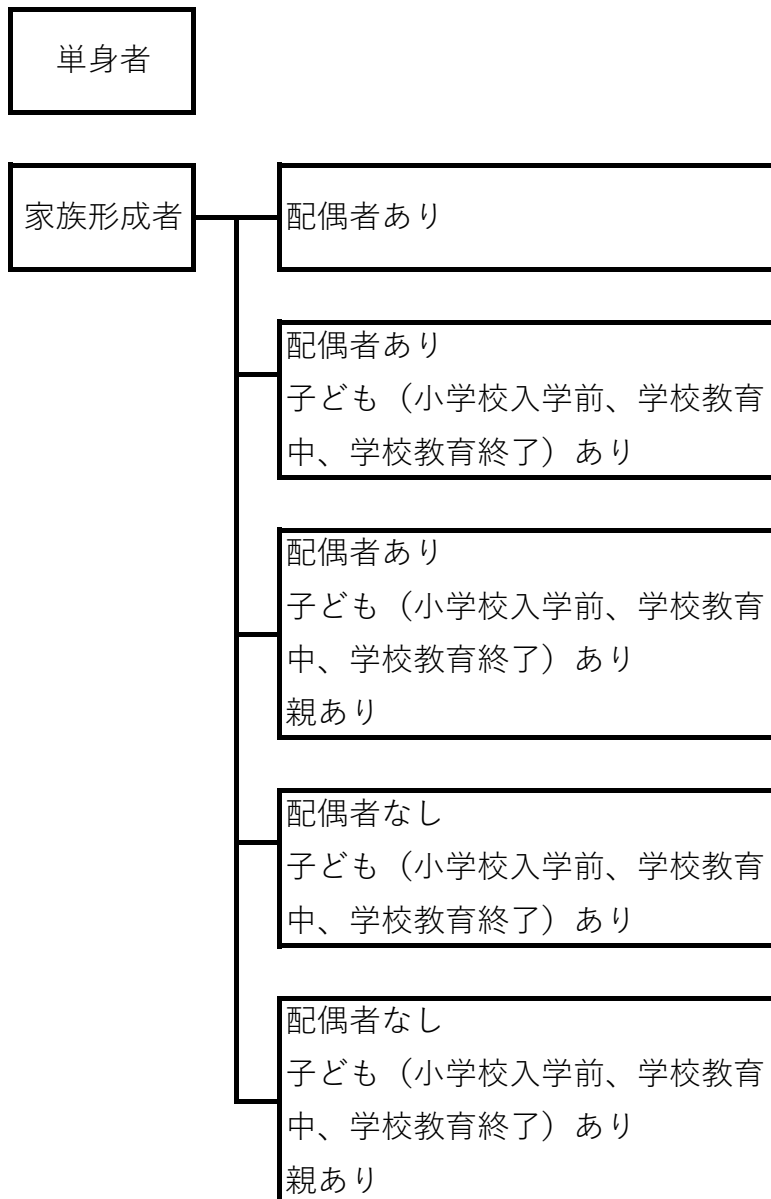 単身者
家族形成者
配偶者あり
配偶者あり
子ども（小学校入学前、学校教育
中、学校教育終了）あり
配偶者あり
子ども（小学校入学前、学校教育
中、学校教育終了）あり
親あり
配偶者なし
子ども（小学校入学前、学校教育
中、学校教育終了）あり
配偶者なし
子ども（小学校入学前、学校教育
中、学校教育終了）あり
親あり